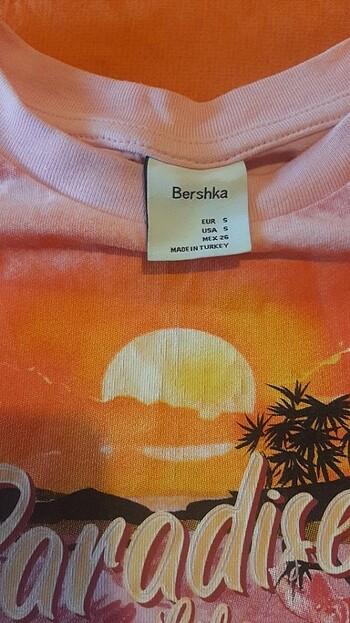 Bershka
EUR S
USA S
MEX 26
MADE IN TURKEY
Paradise